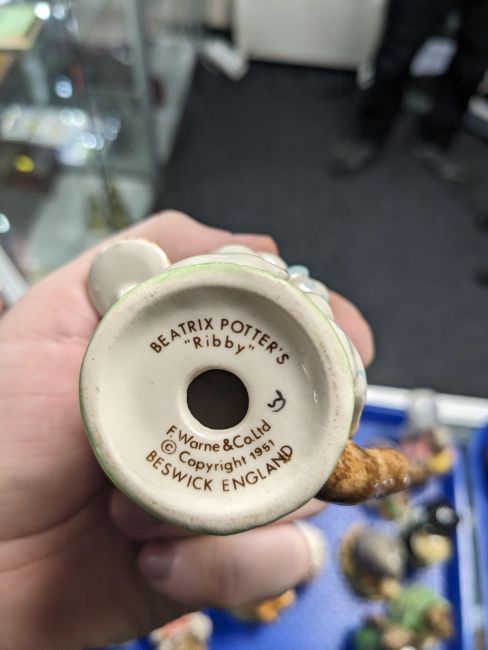 BEATRIX POTTER'S
"Ribby"
F. Warne & Co. Ltd
© Copyright 1951
BESWICK ENGLAND